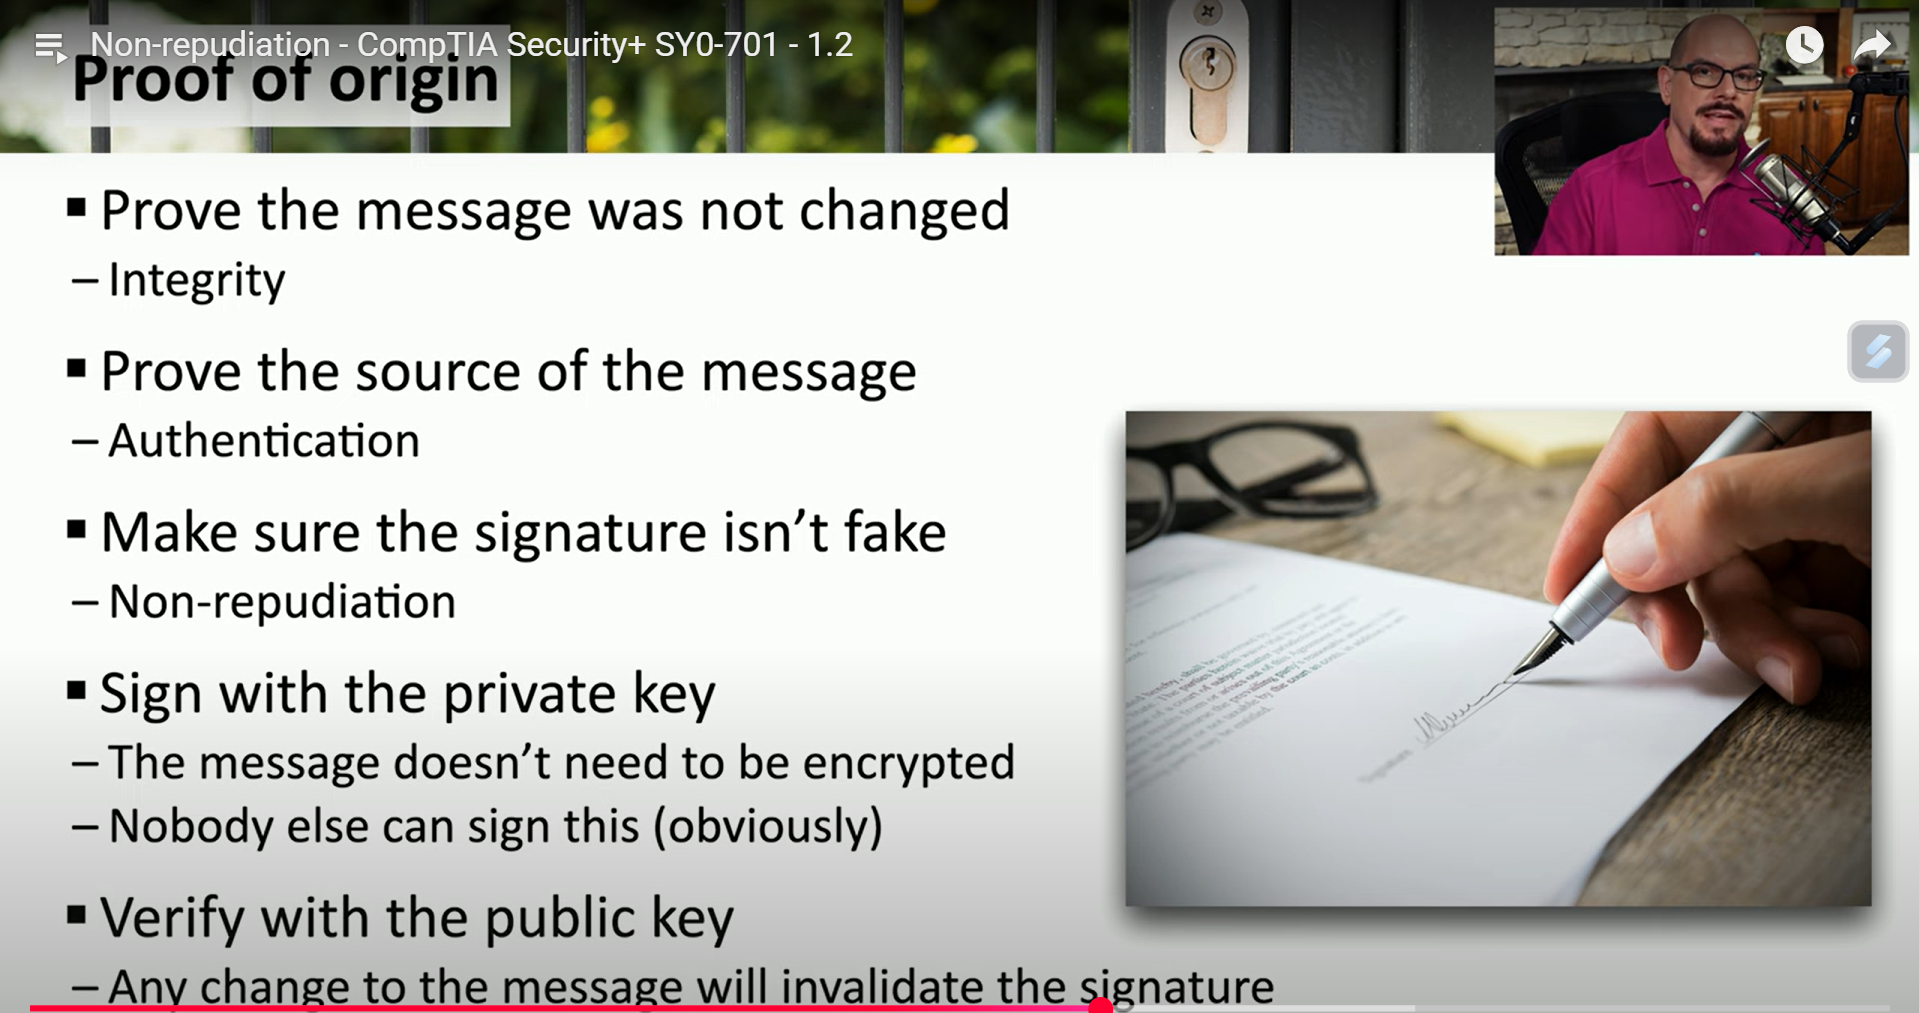 Non-repudiation - CompTIA Security+ SY0-701 - 1.2
Proof of origin
▪ Prove the message was not changed
– Integrity
▪ Prove the source of the message
– Authentication
▪ Make sure the signature isn’t fake
– Non-repudiation
▪ Sign with the private key
– The message doesn’t need to be encrypted
– Nobody else can sign this (obviously)
▪ Verify with the public key
– Any change to the message will invalidate the signature